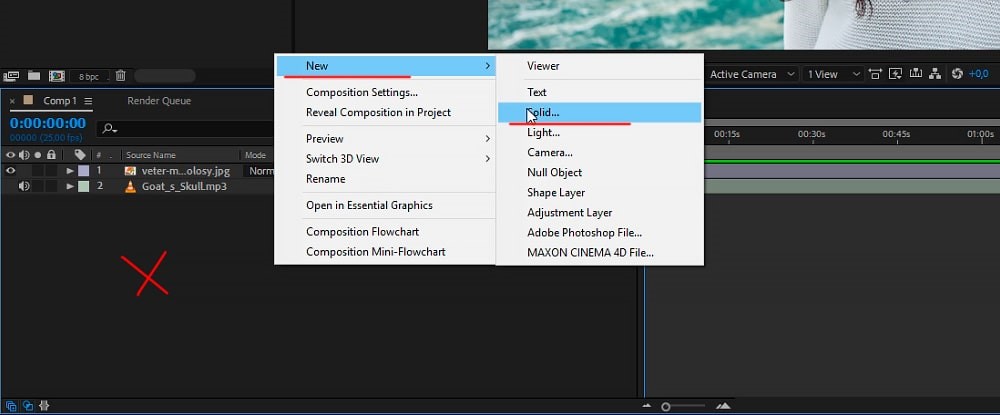 New
Viewer
8 bpc
Active Camera
1 View
+0,0
Composition Settings...
Text
Comp 1
Render Queue
Reveal Composition in Project
Solid...
0:00:00:00
Light...
00000 (25.00 fps)
Preview
00:15s
00:30s
00:45s
01:00s
Camera...
#
Source Name
Mode
Switch 3D View
Null Object
1
veter-m...olosy.jpg
Norm
Rename
Shape Layer
2
Goat_s_Skull.mp3
Open in Essential Graphics
Adjustment Layer
Composition Flowchart
Adobe Photoshop File...
Composition Mini-Flowchart
MAXON CINEMA 4D File...